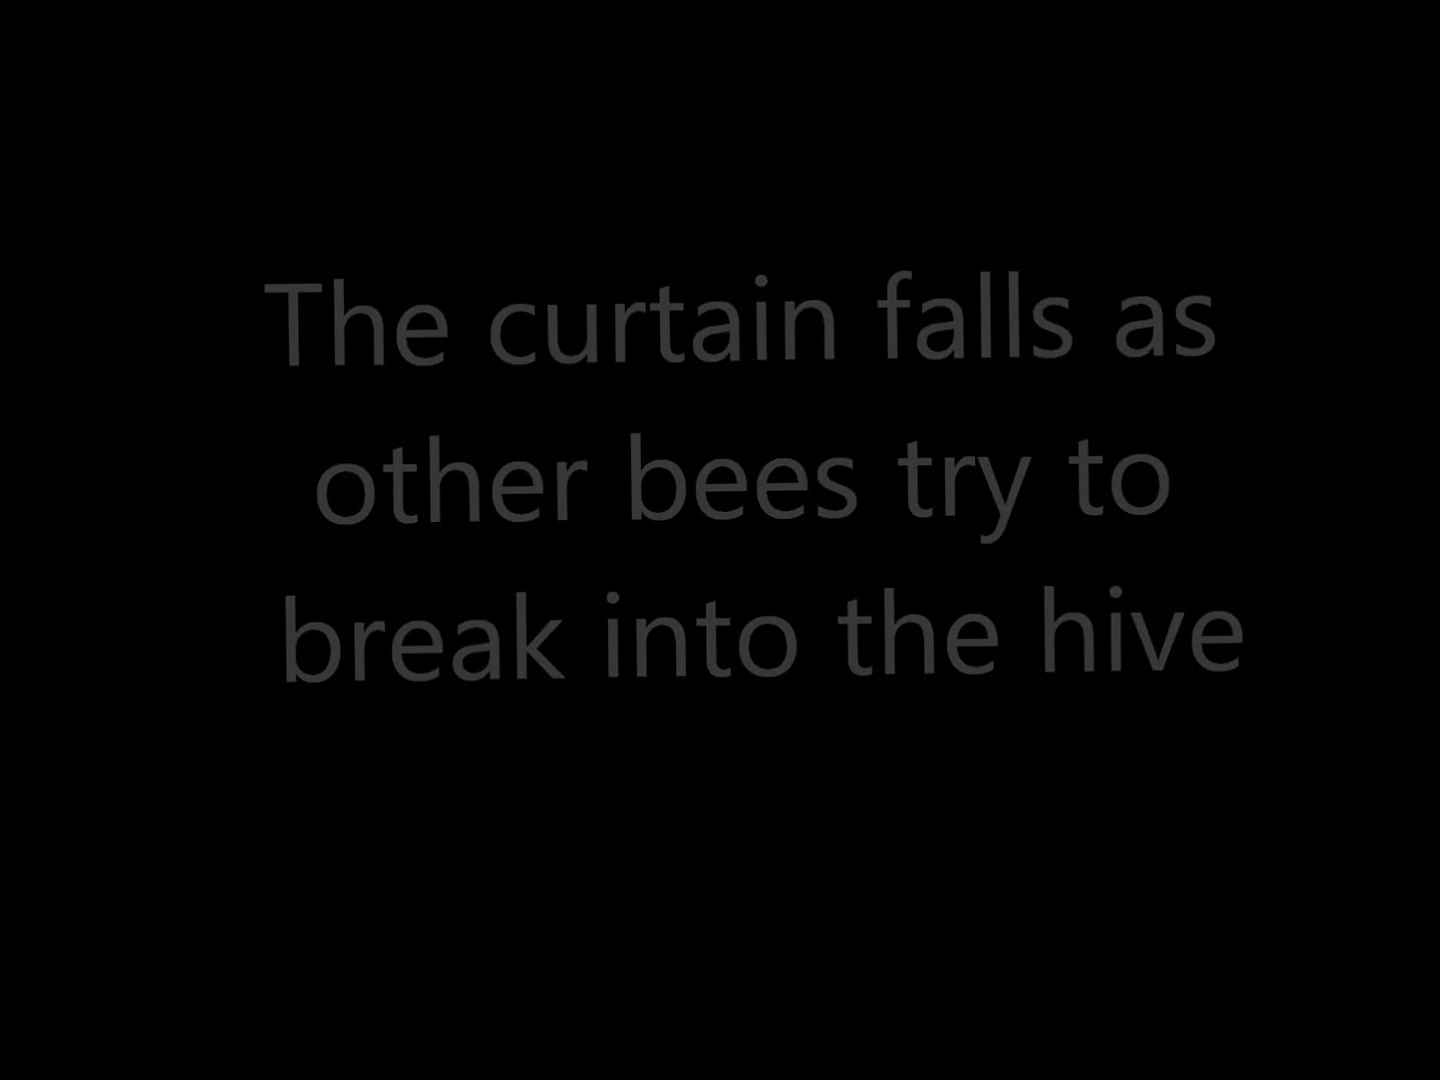 The curtain falls as
other bees try to
break into the hive